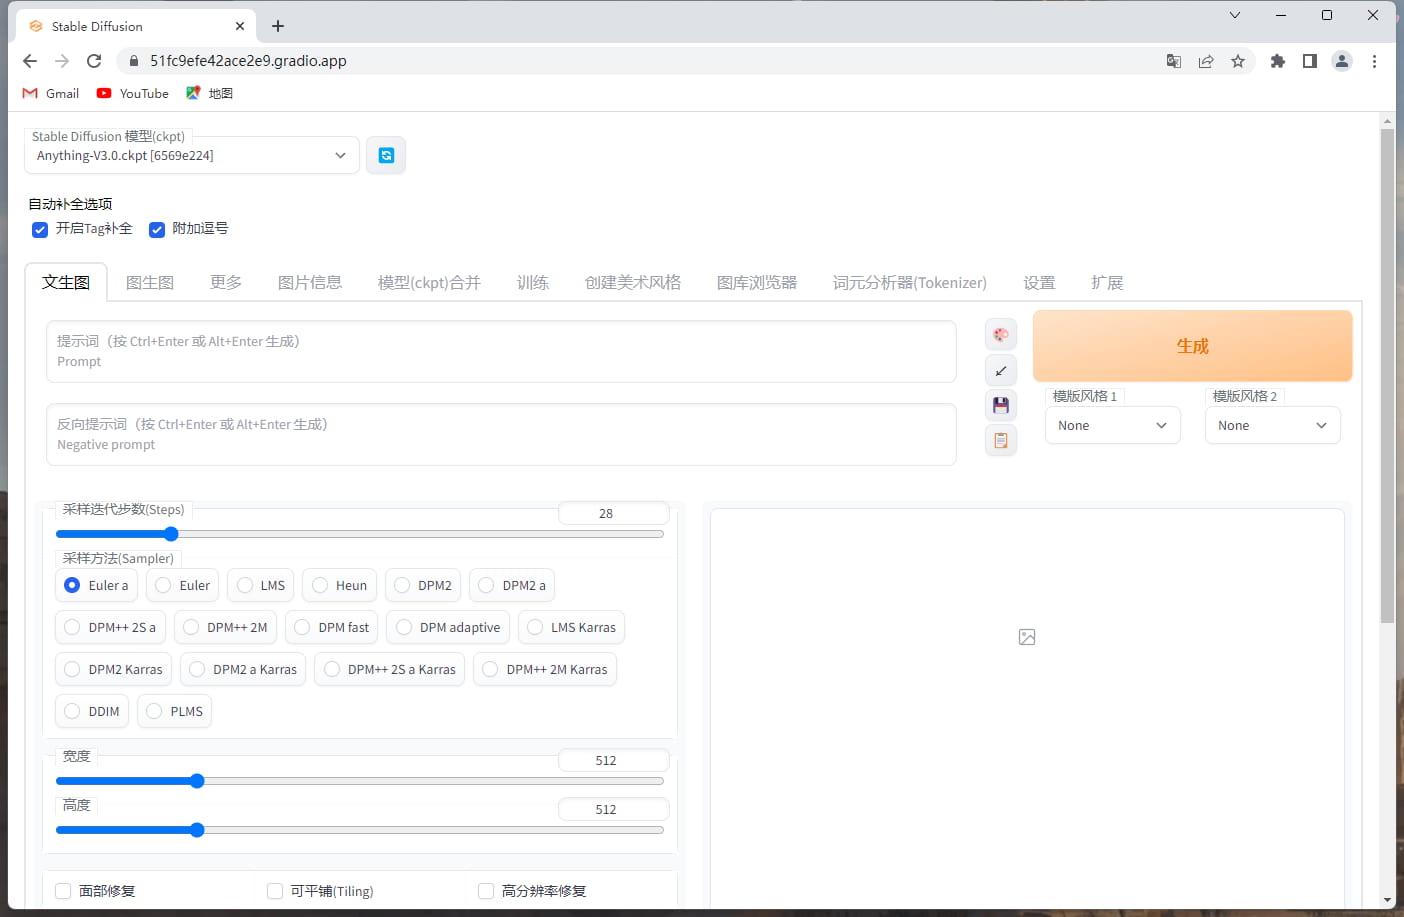 Stable Diffusion
51fc9efe42ace2e9.gradio.app
Gmail YouTube 地图
Stable Diffusion 模型(ckpt)
Anything-V3.0.ckpt [6569e224]
自动补全选项
开启Tag补全 附加逗号
文生图 图生图 更多 图片信息 模型(ckpt)合并 训练 创建美术风格 图库浏览器 词元分析器(Tokenizer) 设置 扩展
提示词（按 Ctrl+Enter 或 Alt+Enter 生成）
Prompt
生成
反向提示词（按 Ctrl+Enter 或 Alt+Enter 生成）
Negative prompt
模版风格 1 模版风格 2
None None
采样迭代步数(Steps) 28
采样方法(Sampler)
Euler a Euler LMS Heun DPM2 DPM2 a
DPM++ 2S a DPM++ 2M DPM fast DPM adaptive LMS Karras
DPM2 Karras DPM2 a Karras DPM++ 2S a Karras DPM++ 2M Karras
DDIM PLMS
宽度 512
高度 512
面部修复 可平铺(Tiling) 高分辨率修复